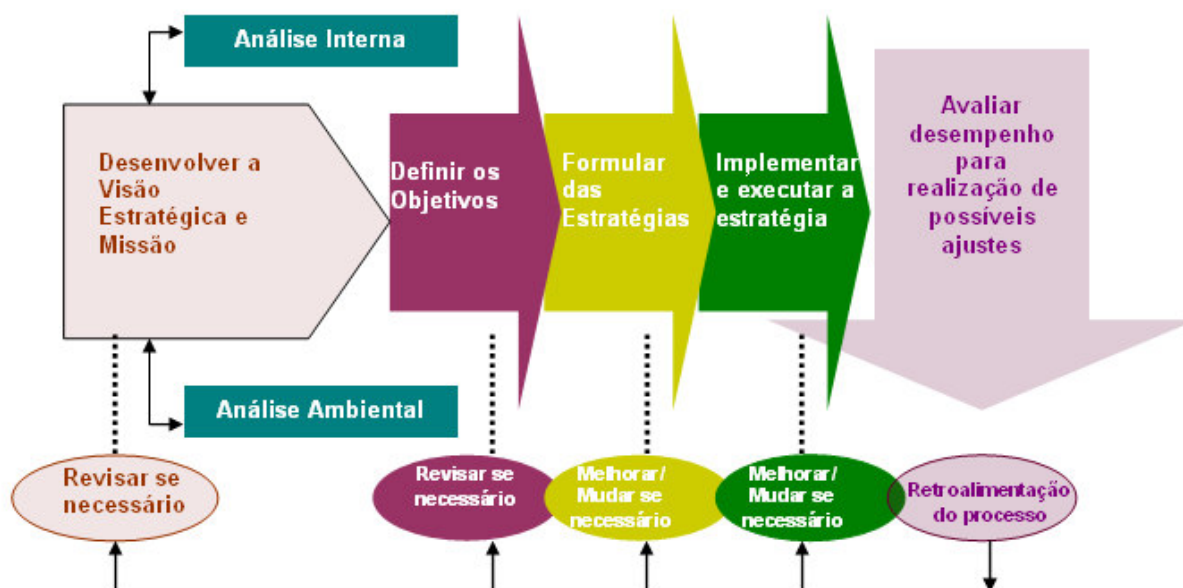 Análise Interna
Desenvolver a
Visão
Estratégica e
Missão
Definir os
Objetivos
Formular
das
Estratégias
Implementar
e executar a
estratégia
Avaliar
desempenho
para
realização de
possíveis
ajustes
Análise Ambiental
Revisar se
necessário
Revisar se
necessário
Melhorar/
Mudar se
necessário
Melhorar/
Mudar se
necessário
Retroalimentação
do processo